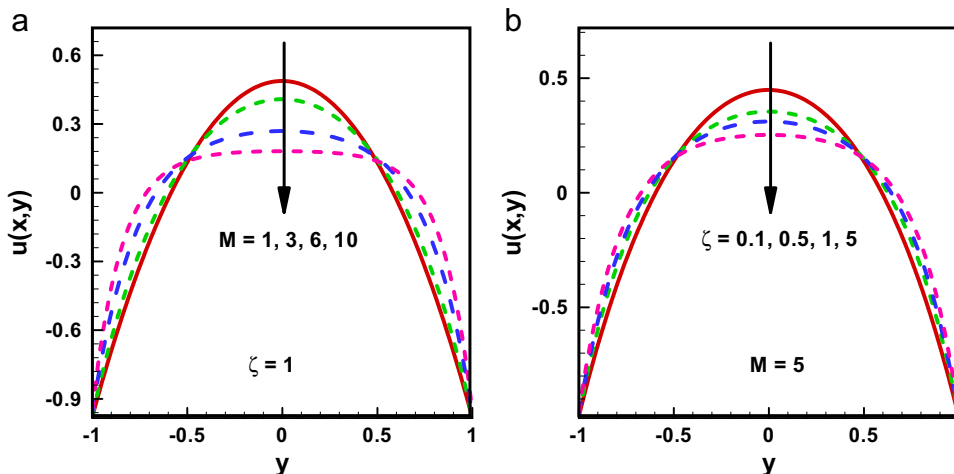 a
u(x,y)
0.6
0.3
0
-0.3
-0.6
-0.9
M = 1, 3, 6, 10
ζ = 1
-1 -0.5 0 0.5 1
y
b
u(x,y)
0.5
0
-0.5
ζ = 0.1, 0.5, 1, 5
M = 5
-1 -0.5 0 0.5
y